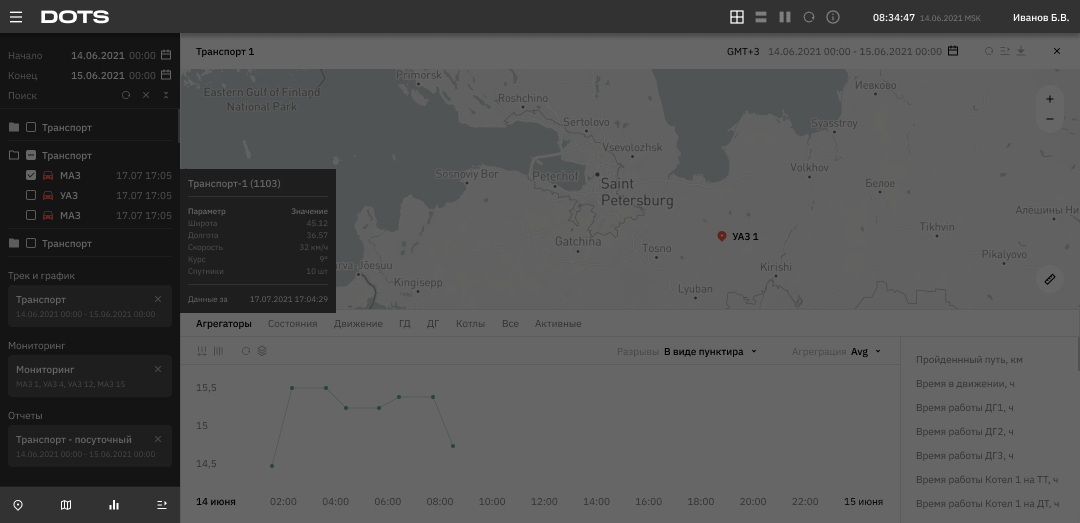 DOTS
08:34:47 14.06.2021 MSK
Иванов Б.В.
Начало 14.06.2021 00:00
Конец 15.06.2021 00:00
Поиск
Транспорт
Транспорт
МАЗ 17.07 17:05
УАЗ 17.07 17:05
МАЗ 17.07 17:05
Транспорт
Трек и график
Транспорт
14.06.2021 00:00 - 15.06.2021 00:00
Мониторинг
Мониторинг
МАЗ 1, УАЗ 4, УАЗ 12, МАЗ 15
Отчеты
Транспорт - посуточный
14.06.2021 00:00 - 15.06.2021 00:00
Транспорт 1
GMT+3 14.06.2021 00:00 - 15.06.2021 00:00
Primorsk
Eastern Gulf of Finland
National Park
Roshchino
Sertolovo
Vsevolozhsk
Иевково
Syasstroy
Sosnoviy Bor
Peterhof
Saint
Petersburg
Volkhov
Белое
Алёшины Ни
Gatchina
Tosno
УАЗ 1
Tikhvin
Pikalyovo
rva-Jõesuu
Kingisepp
Kirishi
Lyuban
Транспорт-1 (1103)
Параметр Значение
Широта 45.12
Долгота 36.57
Скорость 32 км/ч
Курс 9°
Спутники 10 шт
Данные за 17.07.2021 17:04:29
Агрегаторы Состояния Движение ГД ДГ Котлы Все Активные
Разрывы В виде пунктира
Агреграция Avg
15,5
15
14,5
14 июня 02:00 04:00 06:00 08:00 10:00 12:00 14:00 16:00 18:00 20:00 22:00 15 июня
Пройденнный путь, км
Время в движении, ч
Время работы ДГ1, ч
Время работы ДГ2, ч
Время работы ДГ3, ч
Время работы Котел 1 на ТТ, ч
Время работы Котел 1 на ДТ, ч